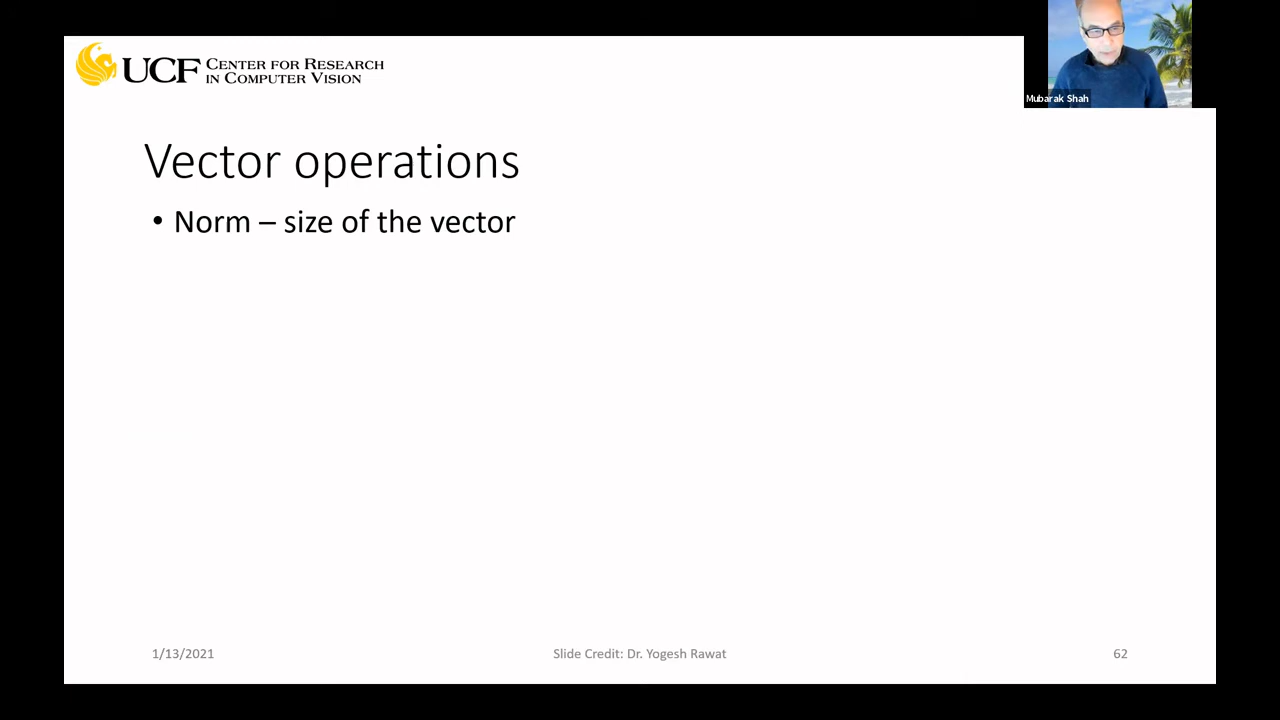 UCF CENTER FOR RESEARCH
IN COMPUTER VISION
Mubarak Shah
Vector operations
• Norm – size of the vector
1/13/2021
Slide Credit: Dr. Yogesh Rawat
62